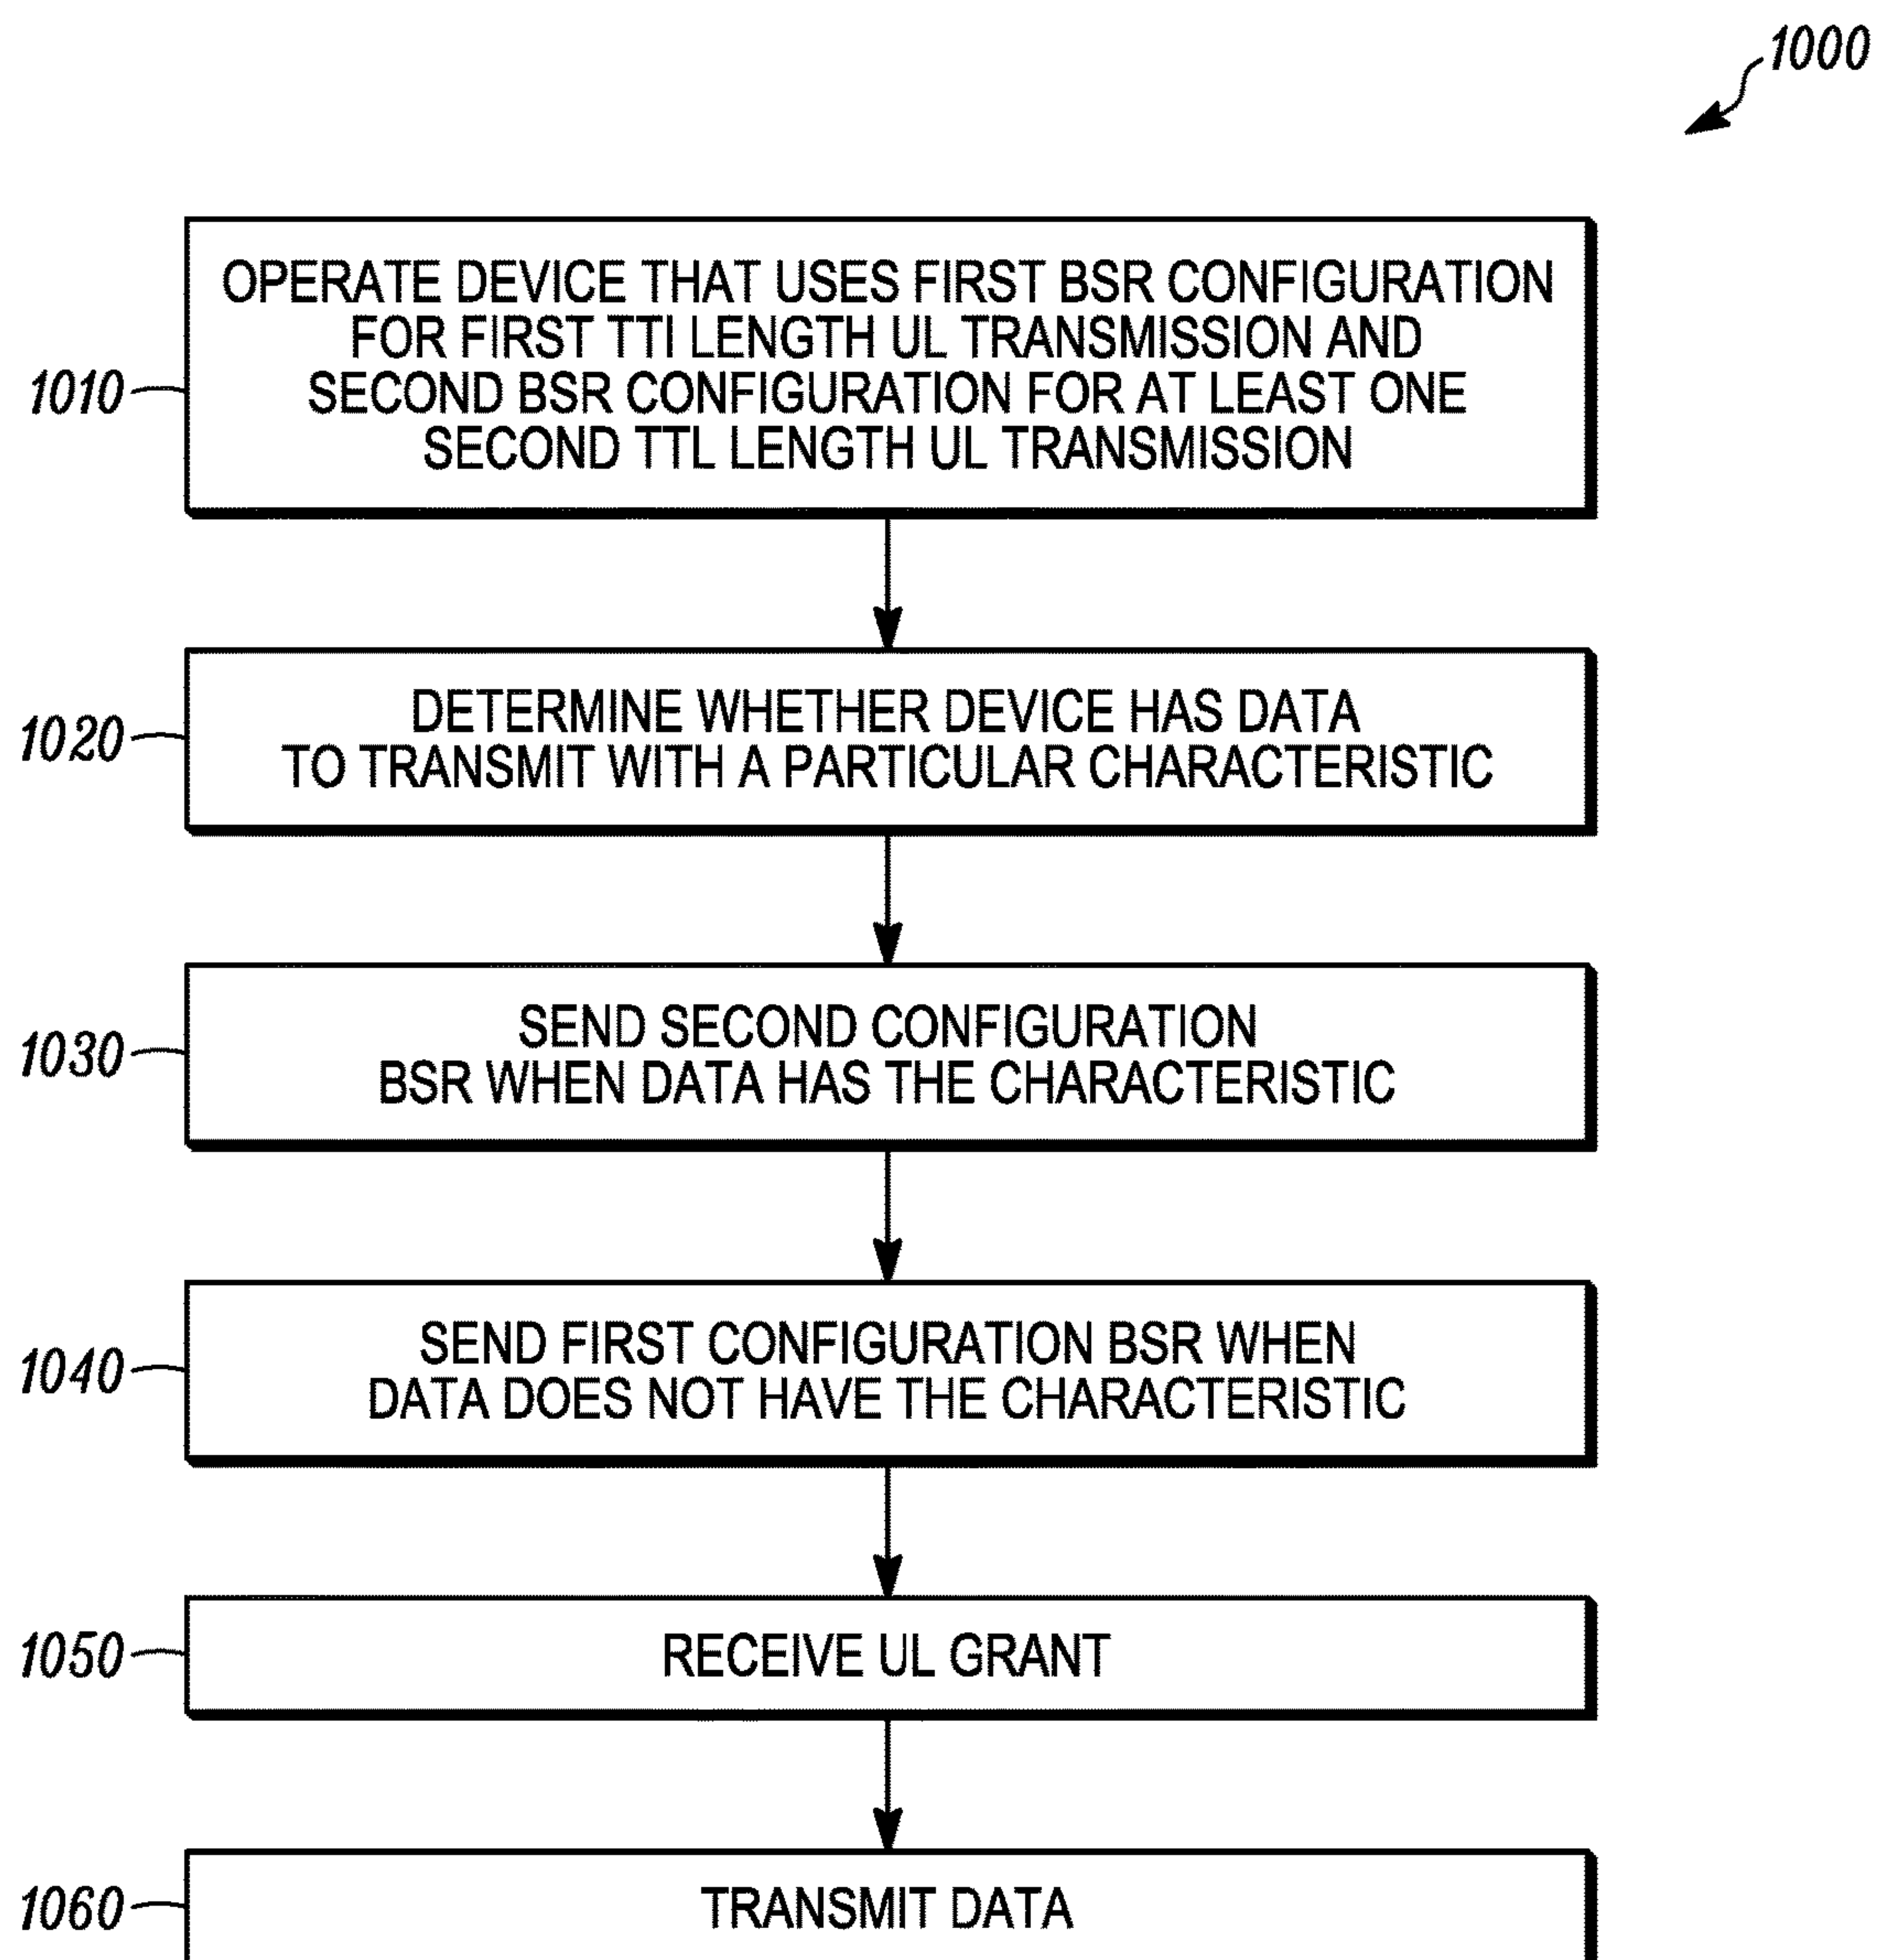 1000
OPERATE DEVICE THAT USES FIRST BSR CONFIGURATION
FOR FIRST TTI LENGTH UL TRANSMISSION AND
SECOND BSR CONFIGURATION FOR AT LEAST ONE
SECOND TTL LENGTH UL TRANSMISSION
1010
DETERMINE WHETHER DEVICE HAS DATA
TO TRANSMIT WITH A PARTICULAR CHARACTERISTIC
1020
SEND SECOND CONFIGURATION
BSR WHEN DATA HAS THE CHARACTERISTIC
1030
SEND FIRST CONFIGURATION BSR WHEN
DATA DOES NOT HAVE THE CHARACTERISTIC
1040
RECEIVE UL GRANT
1050
TRANSMIT DATA
1060